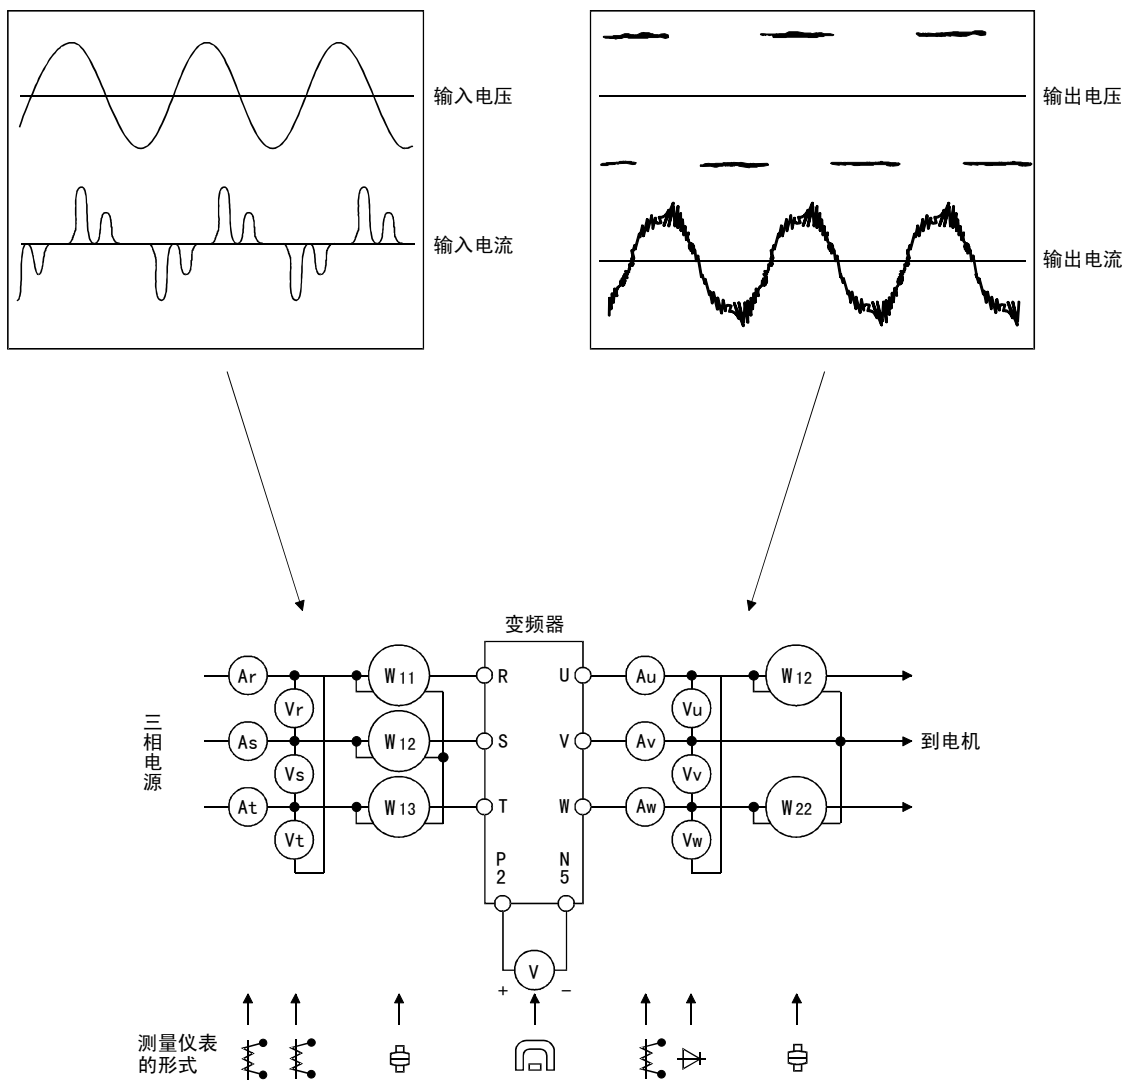 输入电压
输入电流
输出电压
输出电流
变频器
三相电源
Ar
Vr
As
Vs
At
Vt
W11
W12
W13
R
S
T
U
V
W
P2
N5
V
+
−
Au
Vu
Av
Vv
Aw
Vw
W12
W22
到电机
测量仪表
的形式